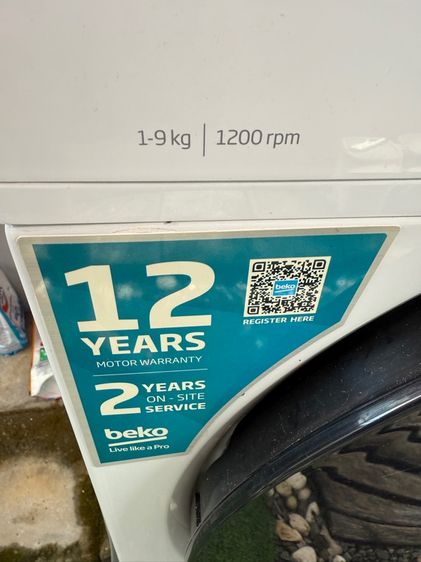 1-9 kg | 1200 rpm
12
YEARS
MOTOR WARRANTY
beko
REGISTER HERE
2 YEARS
ON - SITE
SERVICE
beko
Live like a Pro